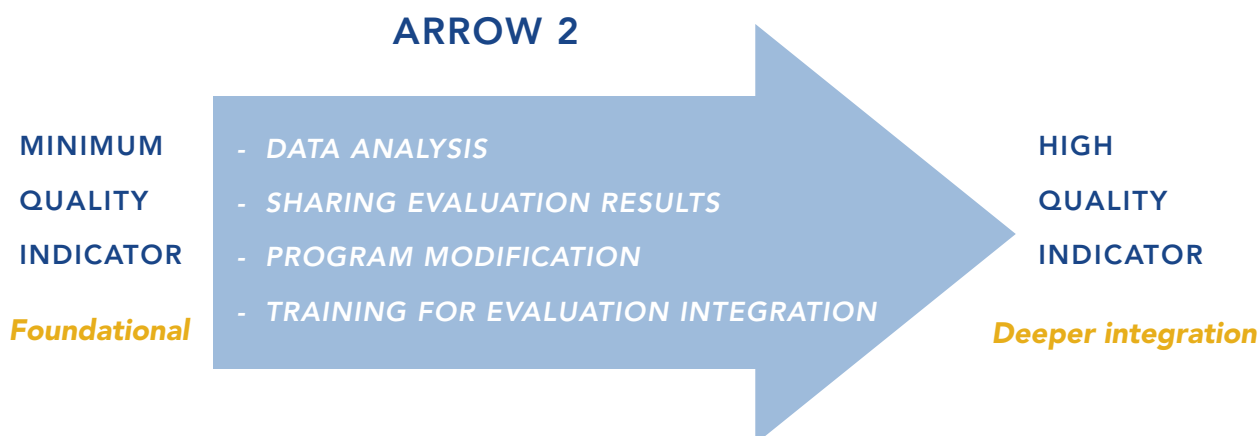 ARROW 2
MINIMUM
QUALITY
INDICATOR
Foundational
- DATA ANALYSIS
- SHARING EVALUATION RESULTS
- PROGRAM MODIFICATION
- TRAINING FOR EVALUATION INTEGRATION
HIGH
QUALITY
INDICATOR
Deeper integration